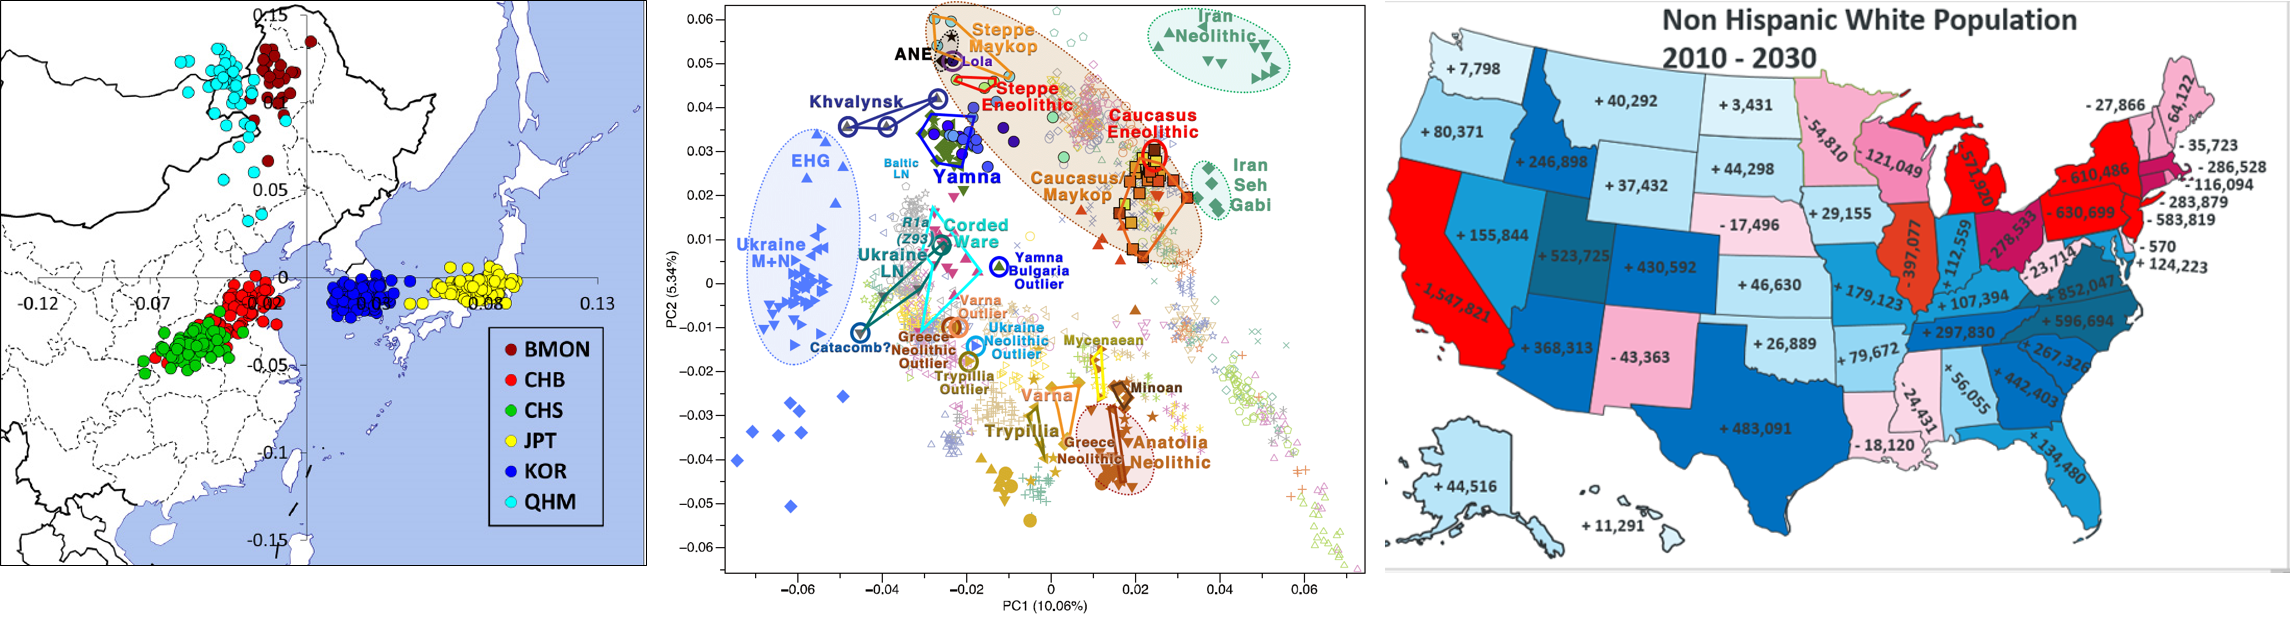 0.15
0.05
0
-0.12
0.07
-0.02
0.03
0.08
0.13
-0.05
-0.1
-0.15
BMON
CHB
CHS
JPT
KOR
QHM
PC2 (5.34%)
0.06
0.05
0.04
0.03
0.02
0.01
0
−0.01
−0.02
−0.03
−0.04
−0.05
−0.06
−0.06
−0.04
−0.02
0
0.02
0.04
0.06
PC1 (10.06%)
Steppe
Maykop
Iran
Neolithic
ANE
Lola
Steppe
Eneolithic
Khvalynsk
Caucasus
Eneolithic
EHG
Baltic
LN
Yamna
Caucasus/
Maykop
Iran
Seh
Gabi
R1a
(Z93)
Corded
Ware
Ukraine
M+N
Ukraine
LN
Yamna
Bulgaria
Outlier
Varna
Outlier
Catacomb?
Greece
Neolithic
Outlier
Ukraine
Neolithic
Outlier
Trypillia
Outlier
Mycenaean
Minoan
Varna
Trypillia
Greece
Neolithic
Anatolia
Neolithic
Non Hispanic White Population
2010 - 2030
+ 7,798
+ 80,371
- 1,547,821
+ 155,844
+ 246,898
+ 40,292
+ 37,432
+ 523,725
+ 430,592
+ 368,313
- 43,363
+ 3,431
+ 44,298
- 17,496
+ 46,630
+ 26,889
+ 483,091
- 54,810
+ 29,155
+ 179,123
+ 79,672
- 18,120
- 121,049
- 397,077
- 571,920
+ 112,559
- 278,533
+ 107,394
+ 297,830
- 24,431
+ 56,055
+ 442,403
+ 134,480
+ 267,326
+ 596,694
+ 852,047
- 23,714
- 630,699
- 610,486
- 27,866
- 64,122
- 35,723
- 286,528
- 116,094
- 283,879
- 583,819
- 570
+ 124,223
+ 44,516
+ 11,291